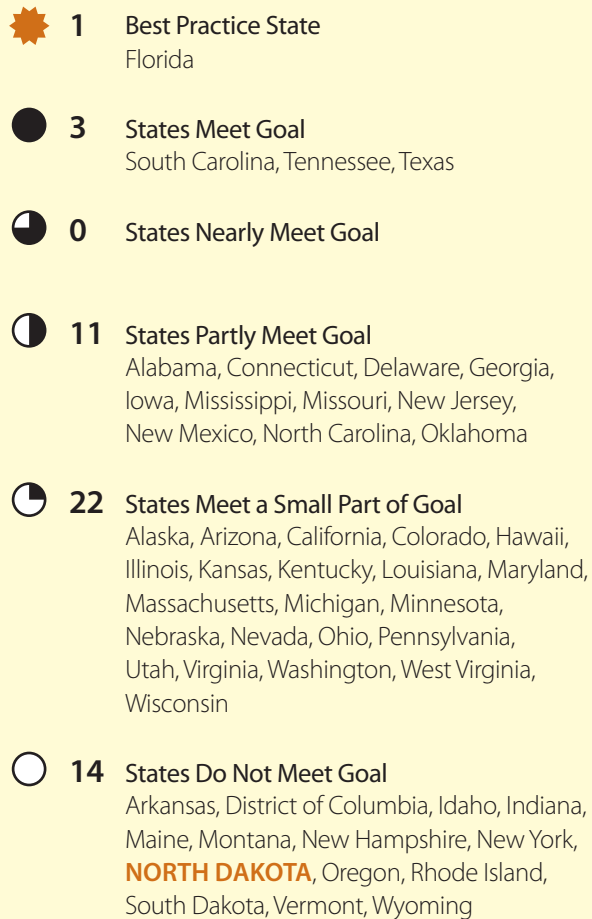 1 Best Practice State
Florida
3 States Meet Goal
South Carolina, Tennessee, Texas
0 States Nearly Meet Goal
11 States Partly Meet Goal
Alabama, Connecticut, Delaware, Georgia,
Iowa, Mississippi, Missouri, New Jersey,
New Mexico, North Carolina, Oklahoma
22 States Meet a Small Part of Goal
Alaska, Arizona, California, Colorado, Hawaii,
Illinois, Kansas, Kentucky, Louisiana, Maryland,
Massachusetts, Michigan, Minnesota,
Nebraska, Nevada, Ohio, Pennsylvania,
Utah, Virginia, Washington, West Virginia,
Wisconsin
14 States Do Not Meet Goal
Arkansas, District of Columbia, Idaho, Indiana,
Maine, Montana, New Hampshire, New York,
NORTH DAKOTA, Oregon, Rhode Island,
South Dakota, Vermont, Wyoming